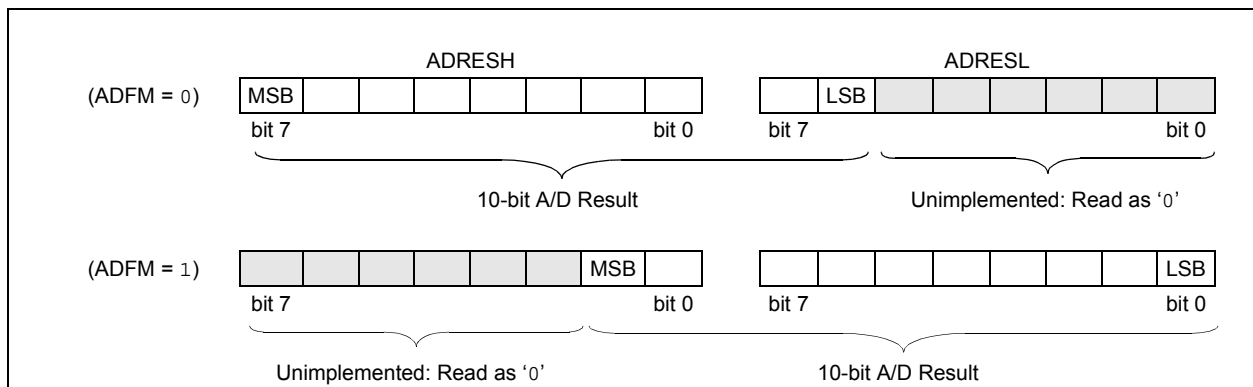 ADRESH ADRESL
(ADFM = 0) MSB LSB
bit 7 bit 0 bit 7 bit 0
10-bit A/D Result Unimplemented: Read as ‘0’
(ADFM = 1) MSB LSB
bit 7 bit 0 bit 7 bit 0
Unimplemented: Read as ‘0’ 10-bit A/D Result